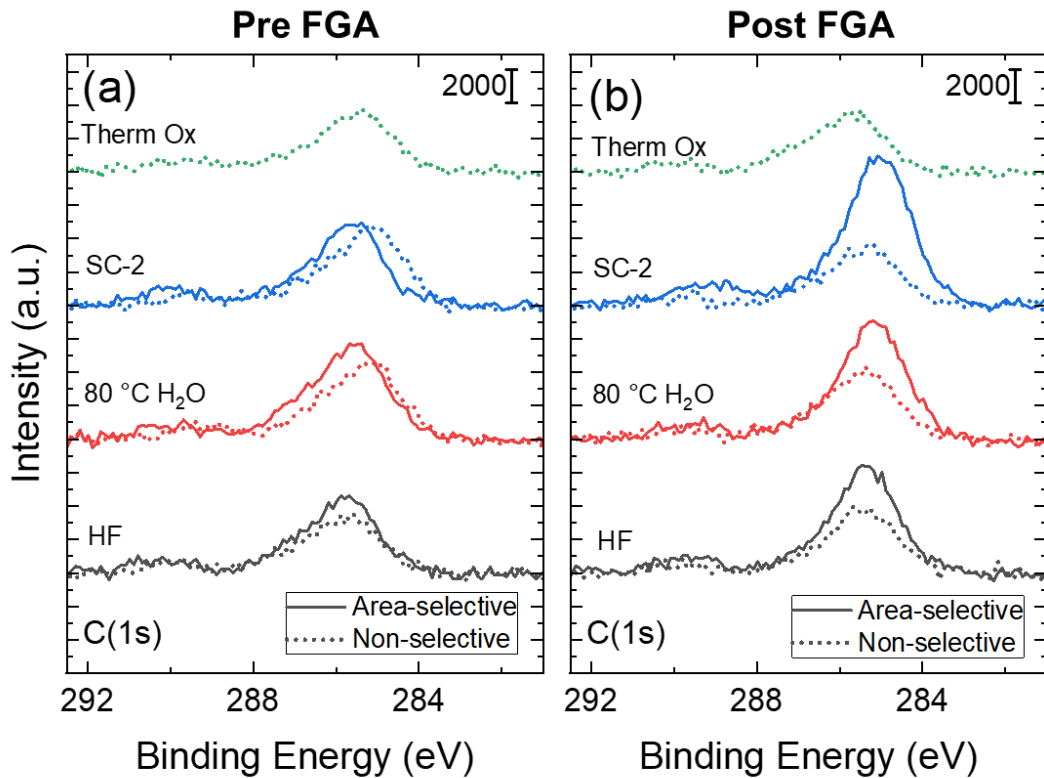 Pre FGA
Post FGA
(a)
2000
Therm Ox
SC-2
80 °C H₂O
HF
C(1s)
Area-selective
Non-selective
(b)
2000
Therm Ox
SC-2
80 °C H₂O
HF
C(1s)
Area-selective
Non-selective
Intensity (a.u.)
292
288
284
292
288
284
Binding Energy (eV)
Binding Energy (eV)